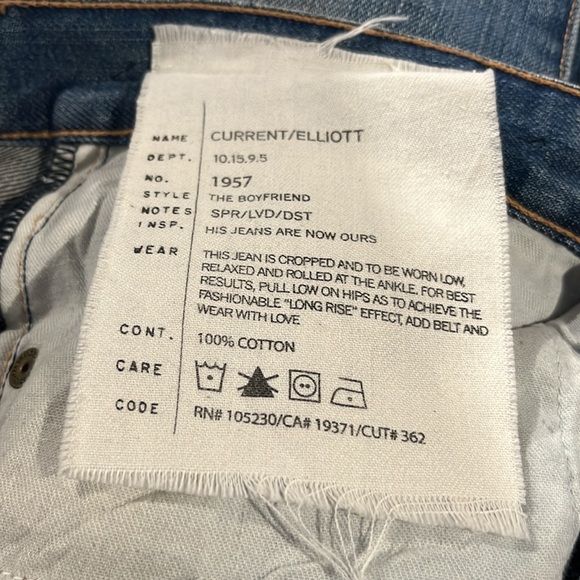 NAME CURRENT/ELLIOTT
DEPT. 10.15.9.5
NO. 1957
STYLE THE BOYFRIEND
NOTES SPR/LVD/DST
INSP. HIS JEANS ARE NOW OURS
WEAR THIS JEAN IS CROPPED AND TO BE WORN LOW,
RELAXED AND ROLLED AT THE ANKLE. FOR BEST
RESULTS, PULL LOW ON HIPS AS TO ACHIEVE THE
FASHIONABLE "LONG RISE" EFFECT, ADD BELT AND
WEAR WITH LOVE
CONT. 100% COTTON
CARE
CODE RN# 105230/CA# 19371/CUT# 362